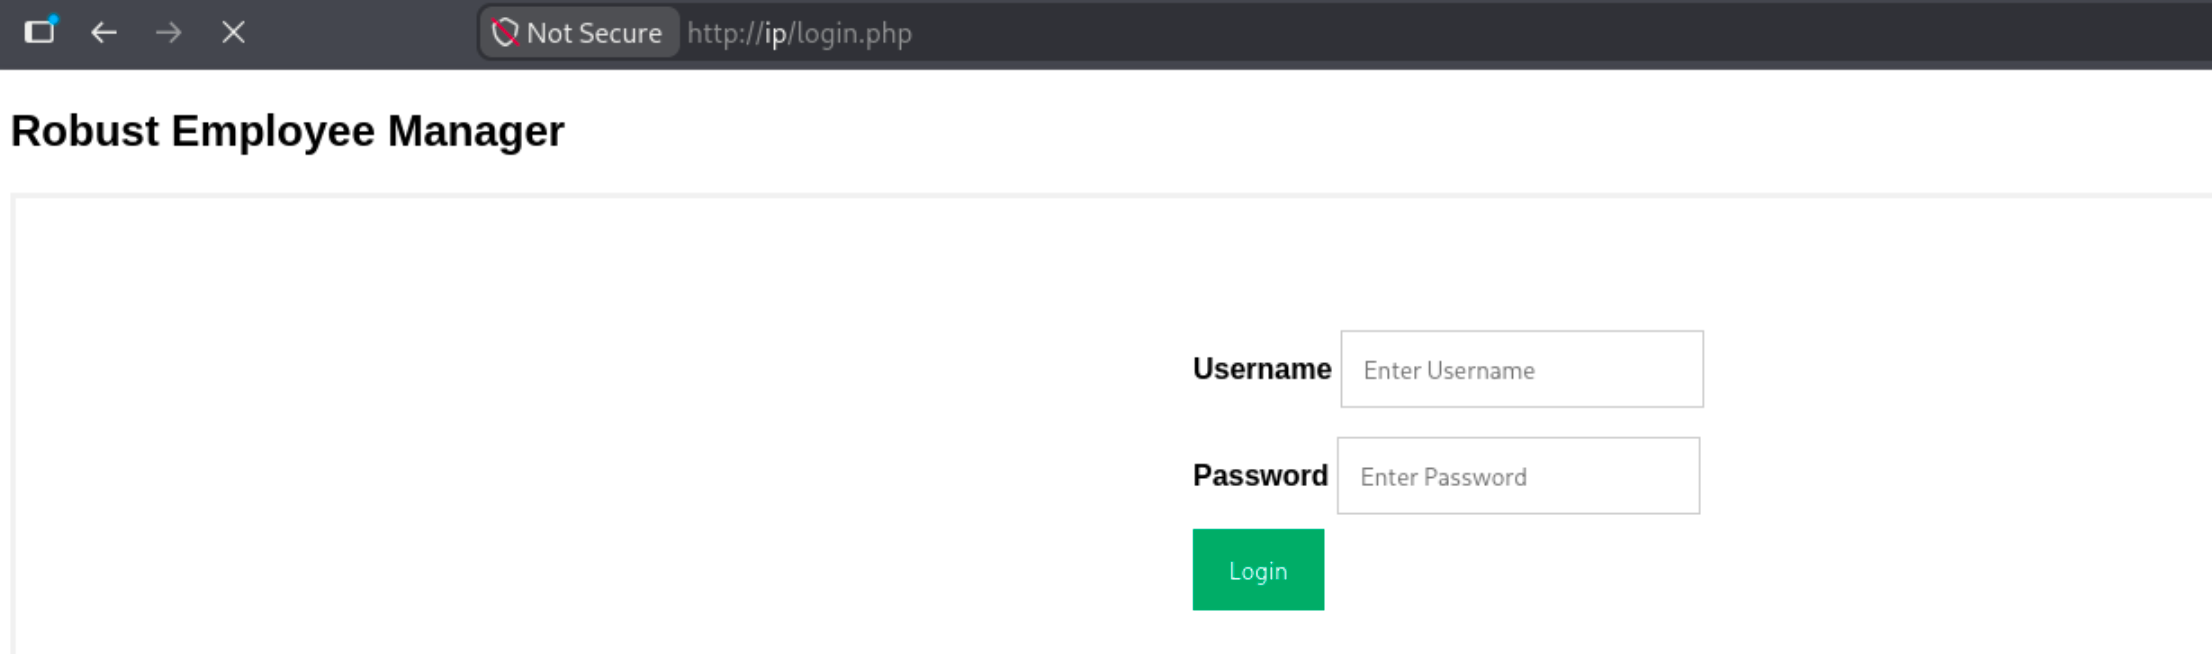 Not Secure http://ip/login.php
Robust Employee Manager
Username Enter Username
Password Enter Password
Login